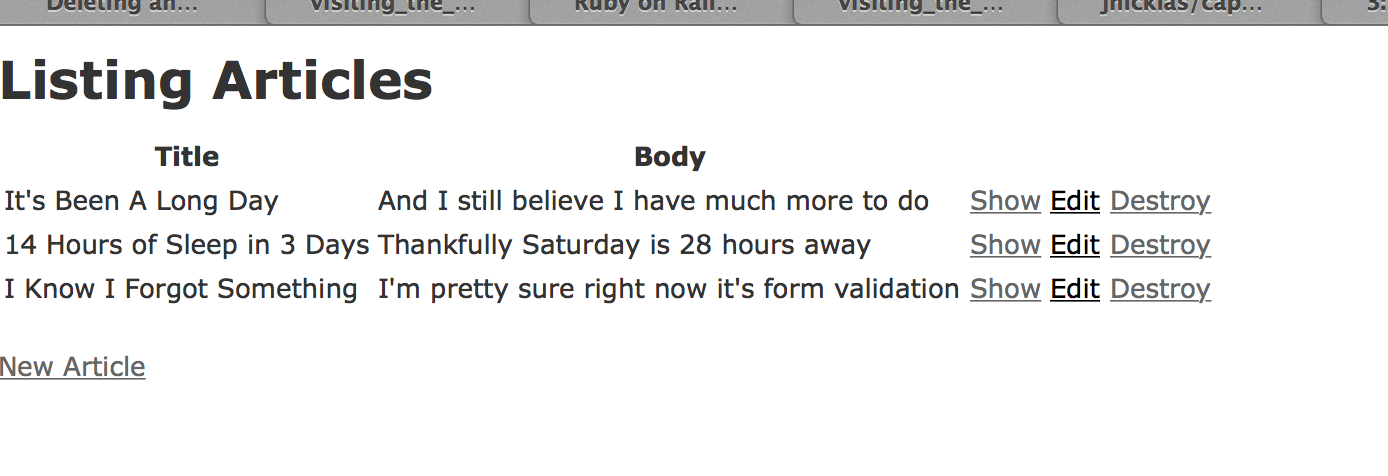 Deleting an... visiting_the_... Ruby on Rail... visiting_the_... jnicklas/cap... 3:
Listing Articles
Title Body
It's Been A Long Day And I still believe I have much more to do Show Edit Destroy
14 Hours of Sleep in 3 Days Thankfully Saturday is 28 hours away Show Edit Destroy
I Know I Forgot Something I'm pretty sure right now it's form validation Show Edit Destroy
New Article